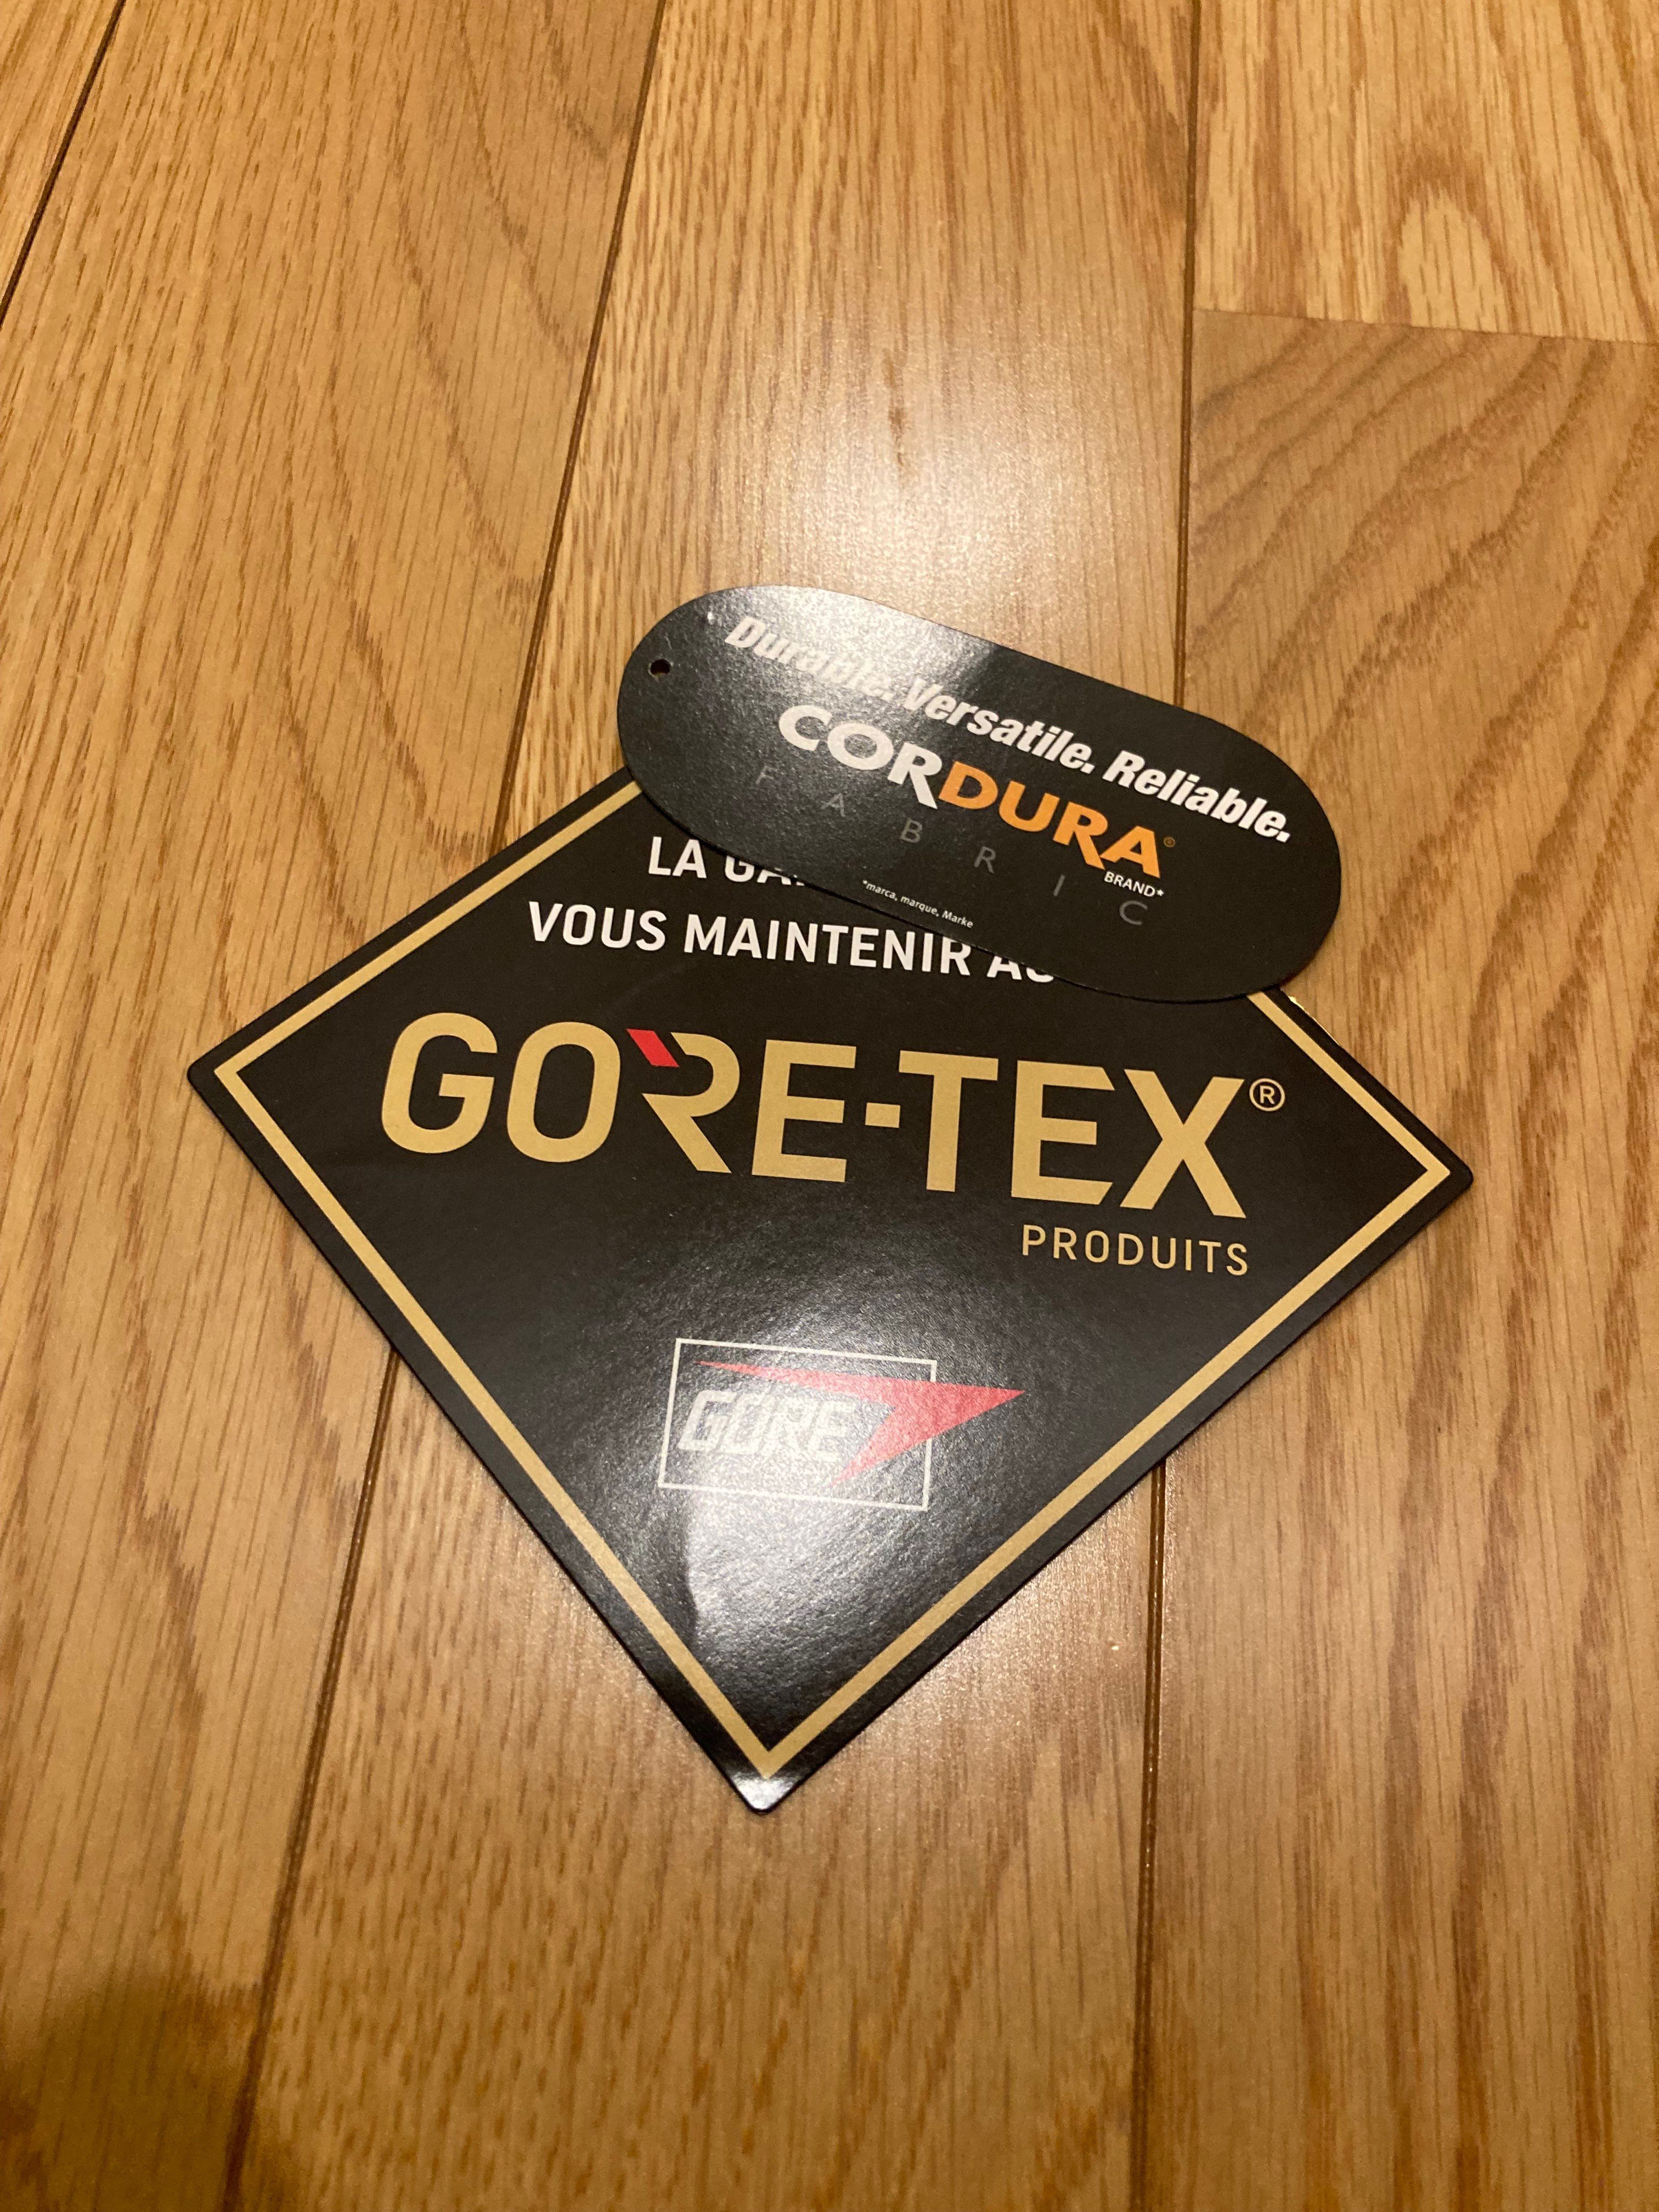 Durable. Versatile. Reliable.
CORDURA®
BRAND*
FABRIC
*marca, marque, Marke
LA
VOUS MAINTENIR
GORE-TEX®
PRODUITS
GORE